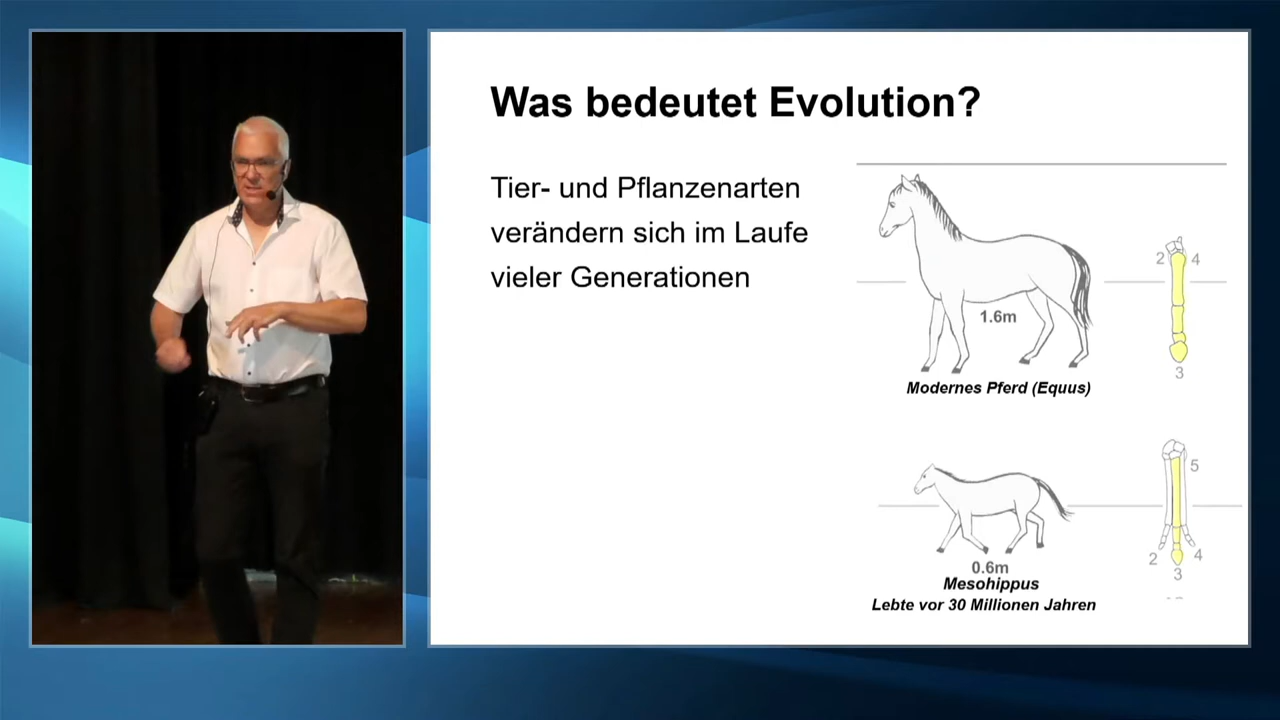 Was bedeutet Evolution?
Tier- und Pflanzenarten
verändern sich im Laufe
vieler Generationen
1.6m
2
4
3
Modernes Pferd (Equus)
5
2
4
3
0.6m
Mesohippus
Lebte vor 30 Millionen Jahren